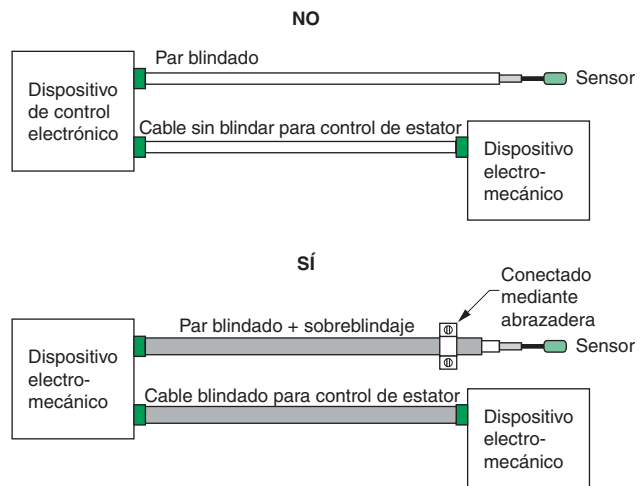 NO
Par blindado
Dispositivo
de control
electrónico
Sensor
Cable sin blindar para control de estator
Dispositivo
electro-
mecánico
SÍ
Conectado
mediante
abrazadera
Par blindado + sobreblindaje
Dispositivo
electro-
mecánico
Sensor
Cable blindado para control de estator
Dispositivo
electro-
mecánico